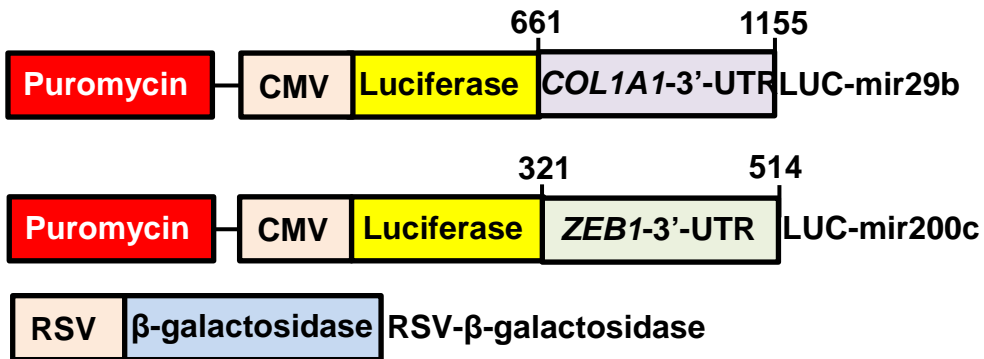 661 1155
Puromycin CMV Luciferase COL1A1-3’-UTR LUC-mir29b
321 514
Puromycin CMV Luciferase ZEB1-3’-UTR LUC-mir200c
RSV β-galactosidase RSV-β-galactosidase